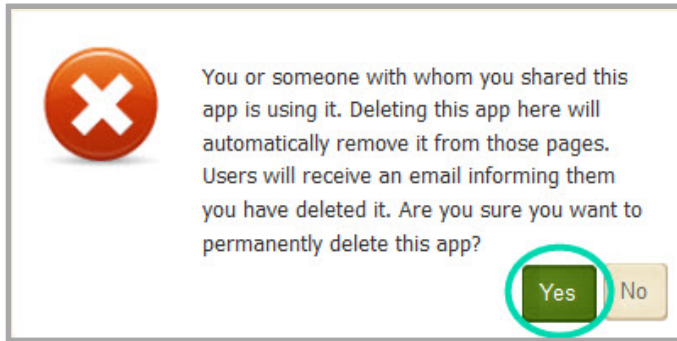 You or someone with whom you shared this
app is using it. Deleting this app here will
automatically remove it from those pages.
Users will receive an email informing them
you have deleted it. Are you sure you want to
permanently delete this app?
Yes No